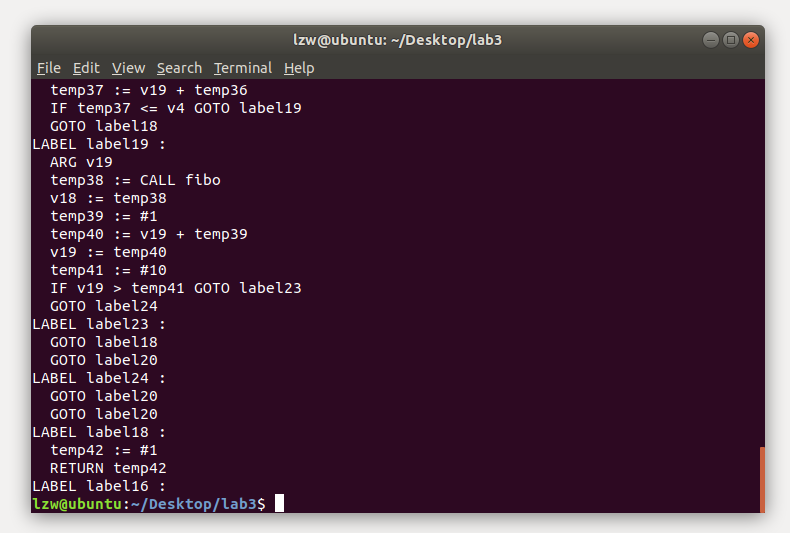 lzw@ubuntu: ~/Desktop/lab3
File Edit View Search Terminal Help
temp37 := v19 + temp36
IF temp37 <= v4 GOTO label19
GOTO label18
LABEL label19 :
ARG v19
temp38 := CALL fibo
v18 := temp38
temp39 := #1
temp40 := v19 + temp39
v19 := temp40
temp41 := #10
IF v19 > temp41 GOTO label23
GOTO label24
LABEL label23 :
GOTO label18
GOTO label20
LABEL label24 :
GOTO label20
GOTO label20
LABEL label18 :
temp42 := #1
RETURN temp42
LABEL label16 :
lzw@ubuntu:~/Desktop/lab3$